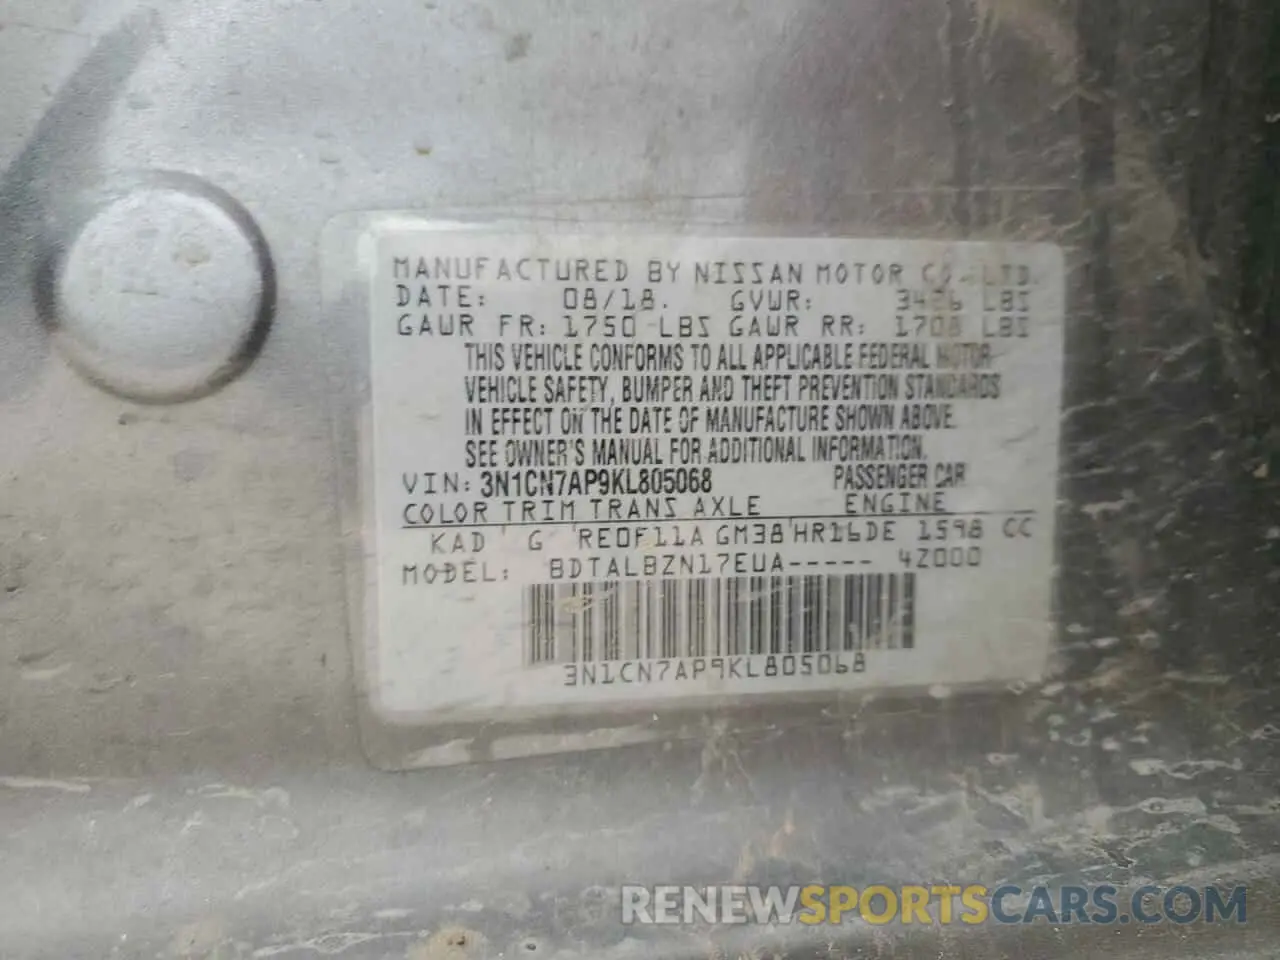 MANUFACTURED BY NISSAN MOTOR CO., LTD.
DATE: 08/18. GVWR: 3426 LBS
GAWR FR: 1750 LBS GAWR RR: 1708 LBS
THIS VEHICLE CONFORMS TO ALL APPLICABLE FEDERAL MOTOR
VEHICLE SAFETY, BUMPER AND THEFT PREVENTION STANDARDS
IN EFFECT ON THE DATE OF MANUFACTURE SHOWN ABOVE.
SEE OWNER'S MANUAL FOR ADDITIONAL INFORMATION.
VIN: 3N1CN7AP9KL805068 PASSENGER CAR
COLOR TRIM TRANS AXLE ENGINE
KAD G RE0F11A GM38 HR16DE 1598 CC
MODEL: BDTALBZN17EUA----- 4Z000
3N1CN7AP9KL805068
RENEWSPORTSCARS.COM